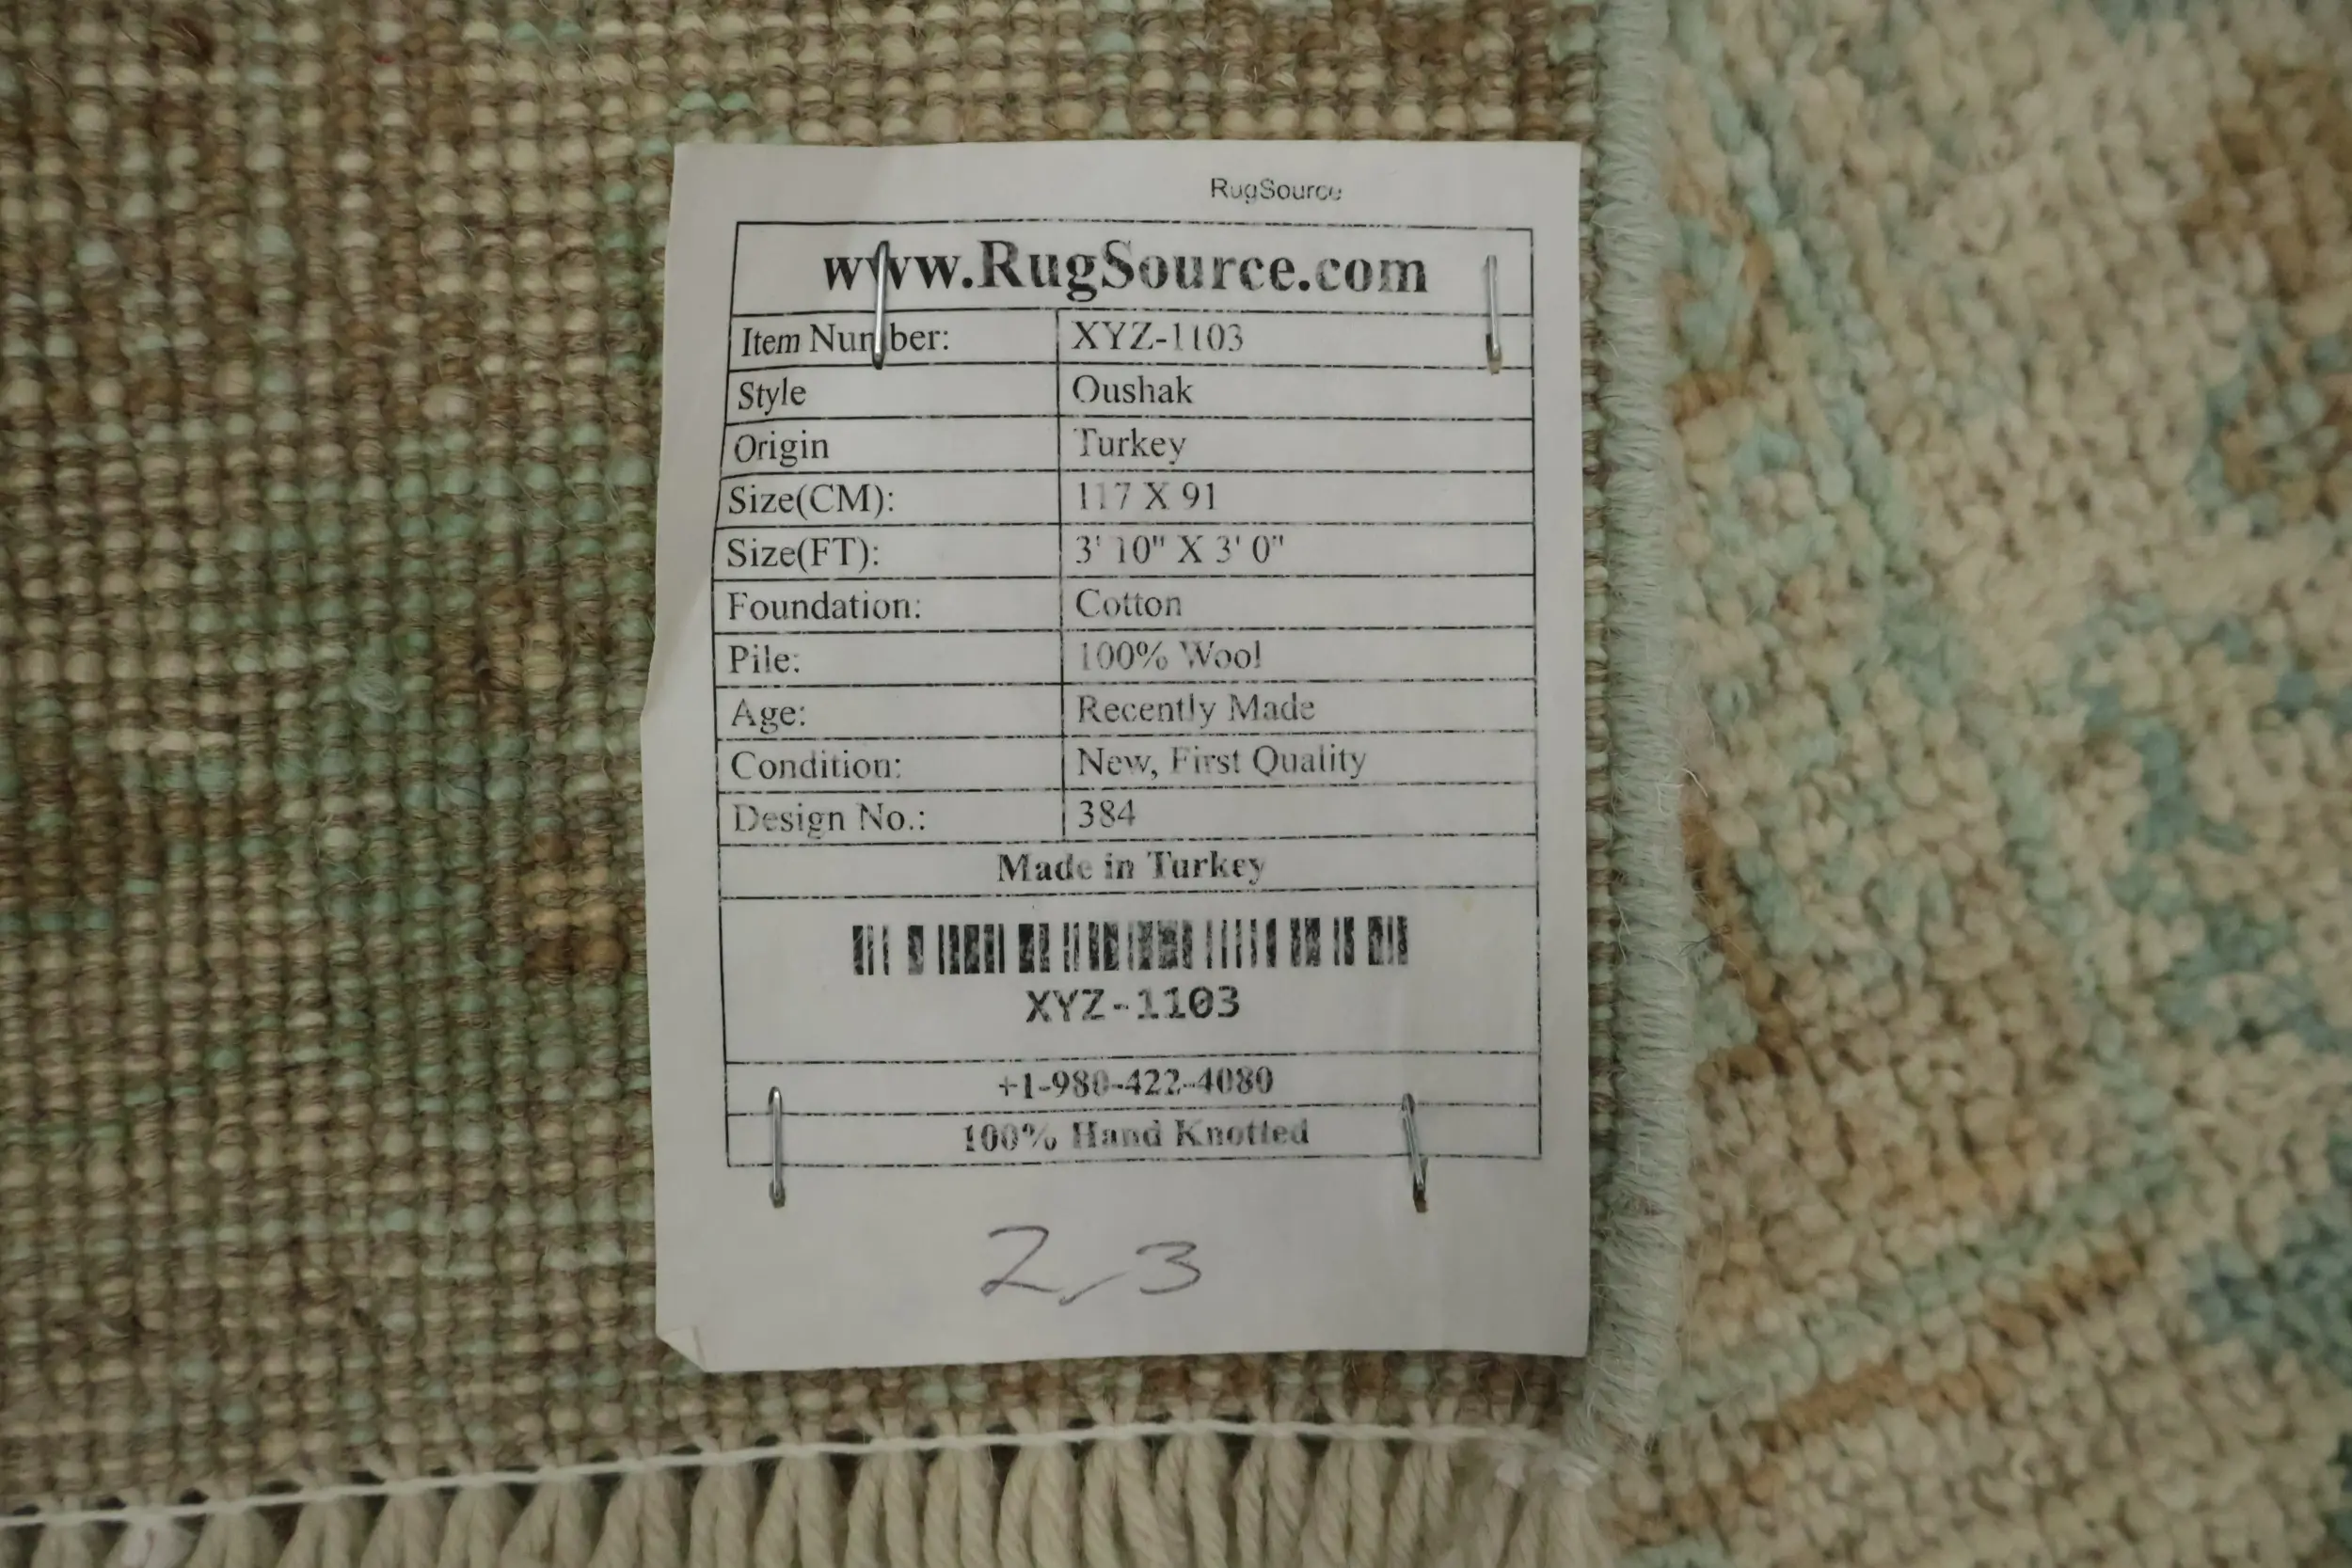 RugSource
www.RugSource.com
Item Number: XYZ-1103
Style Oushak
Origin Turkey
Size(CM): 117 X 91
Size(FT): 3' 10" X 3' 0"
Foundation: Cotton
Pile: 100% Wool
Age: Recently Made
Condition: New, First Quality
Design No.: 384
Made in Turkey
XYZ-1103
+1-980-422-4080
100% Hand Knotted
2,3